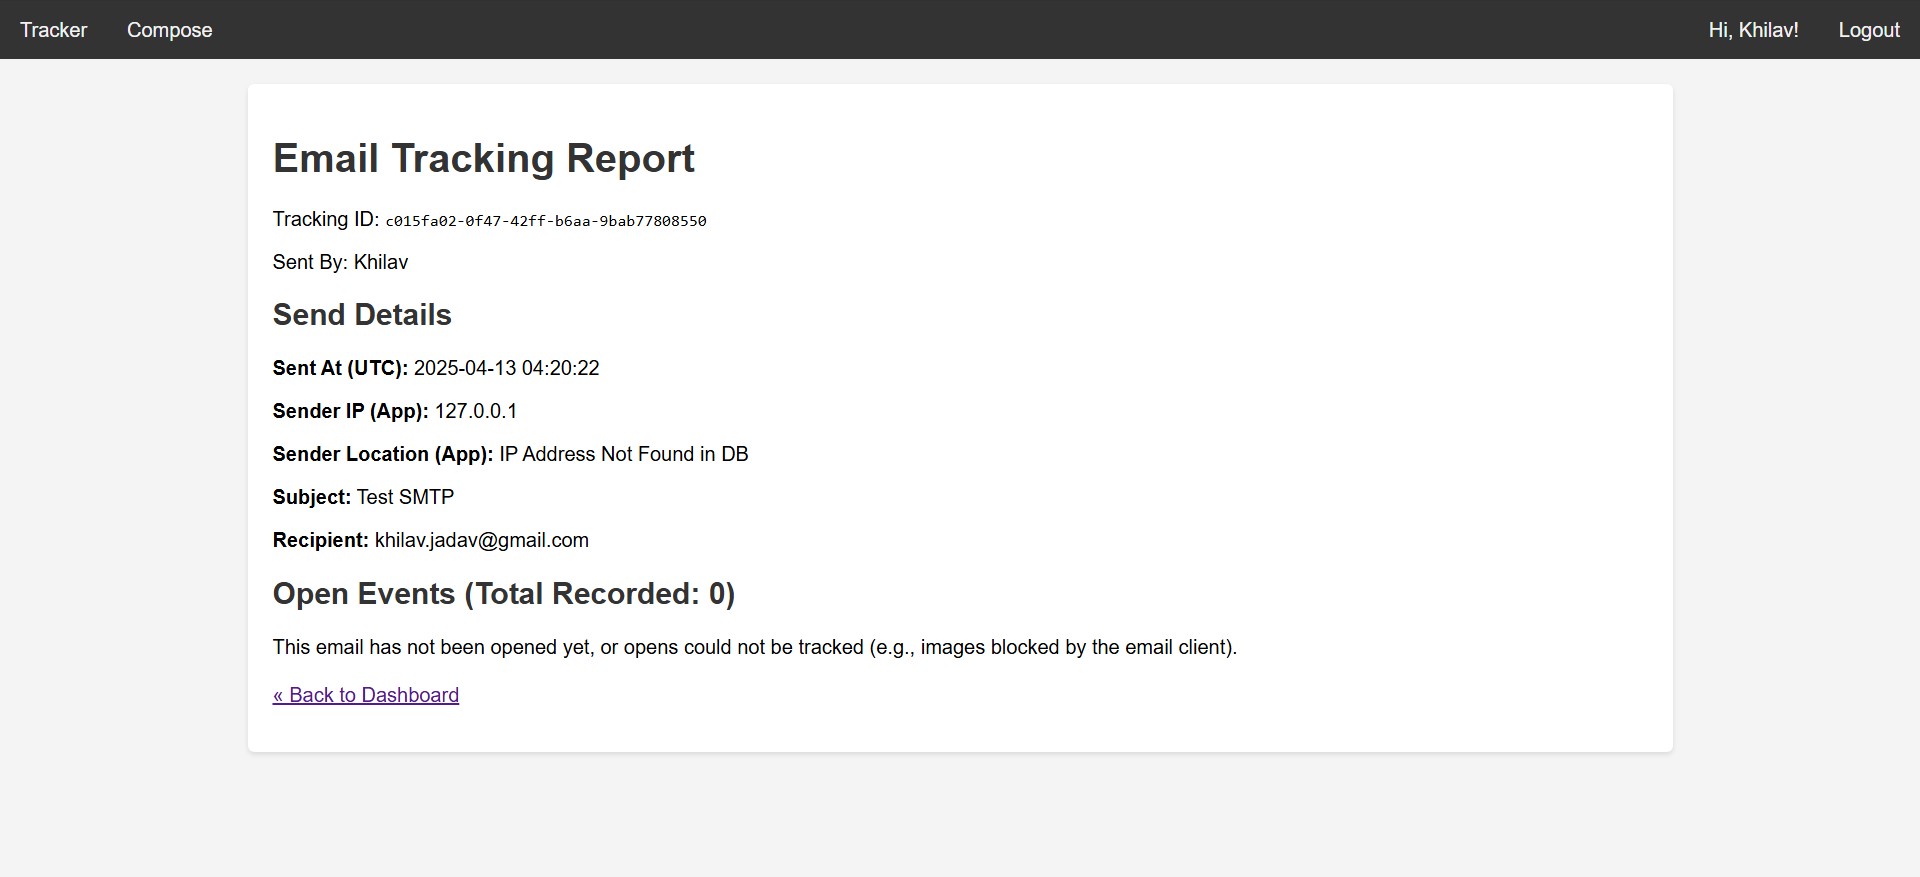 Tracker Compose Hi, Khilav! Logout
Email Tracking Report
Tracking ID: c015fa02-0f47-42ff-b6aa-9bab77808550
Sent By: Khilav
Send Details
Sent At (UTC): 2025-04-13 04:20:22
Sender IP (App): 127.0.0.1
Sender Location (App): IP Address Not Found in DB
Subject: Test SMTP
Recipient: khilav.jadav@gmail.com
Open Events (Total Recorded: 0)
This email has not been opened yet, or opens could not be tracked (e.g., images blocked by the email client).
« Back to Dashboard